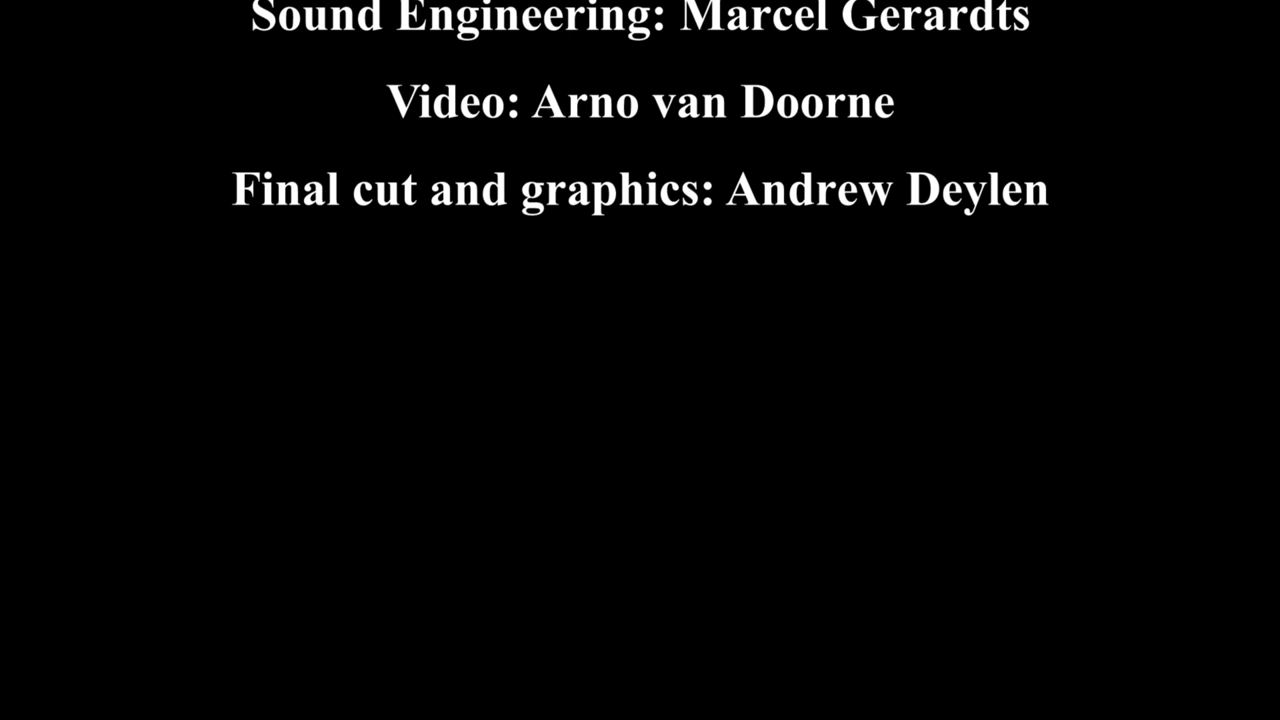 Sound Engineering: Marcel Gerardts
Video: Arno van Doorne
Final cut and graphics: Andrew Deylen